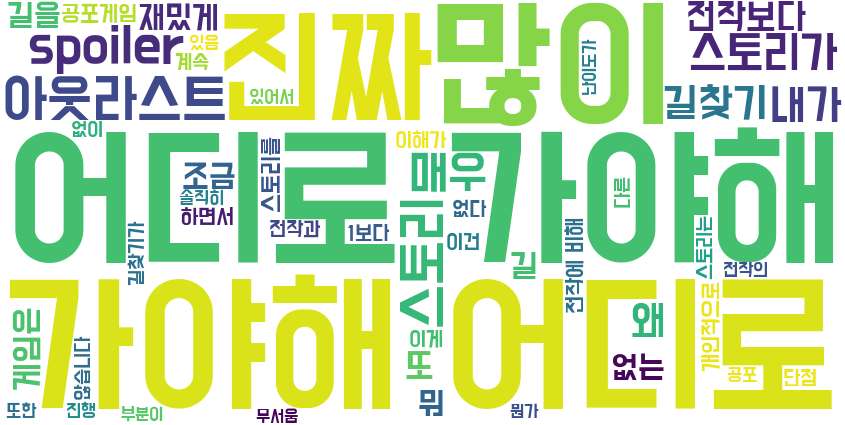 길을 공포게임 재밌게
spoiler 있음
계속
진짜 많이
있어서
난이도가
전작보다
스토리가
아웃라스트
길찾기 내가
없이
어디로 가야해
조금
솔직히
하면서
스토리를
전작과 1보다
이해가
매우
없다
이건
다른
길찾기가
스토리
길
전작에 비해
스토리는
전작인
가야해 어디로
게임은
않습니다
또한 진행 부분이
무서움
이게
또
뭐
뭔가
왜
없는
개인적으로
공포 단점